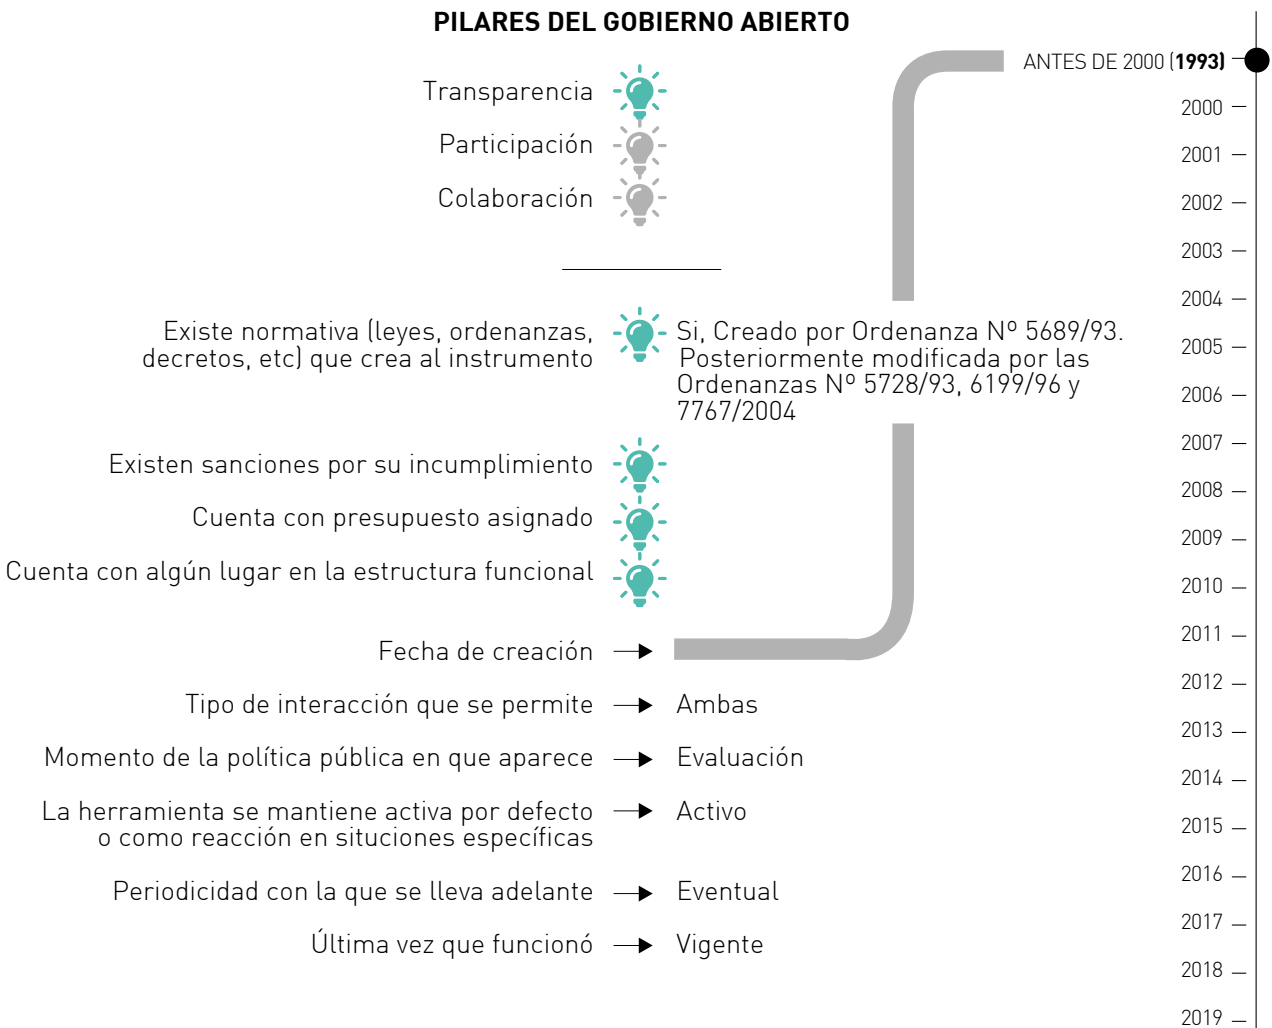 PILARES DEL GOBIERNO ABIERTO
Transparencia
Participación
Colaboración
Existe normativa (leyes, ordenanzas,
decretos, etc) que crea al instrumento
Si, Creado por Ordenanza Nº 5689/93.
Posteriormente modificada por las
Ordenanzas Nº 5728/93, 6199/96 y
7767/2004
Existen sanciones por su incumplimiento
Cuenta con presupuesto asignado
Cuenta con algún lugar en la estructura funcional
Fecha de creación
Tipo de interacción que se permite
Ambas
Momento de la política pública en que aparece
Evaluación
La herramienta se mantiene activa por defecto
o como reacción en situciones específicas
Activo
Periodicidad con la que se lleva adelante
Eventual
Última vez que funcionó
Vigente
ANTES DE 2000 (1993)
2000
2001
2002
2003
2004
2005
2006
2007
2008
2009
2010
2011
2012
2013
2014
2015
2016
2017
2018
2019